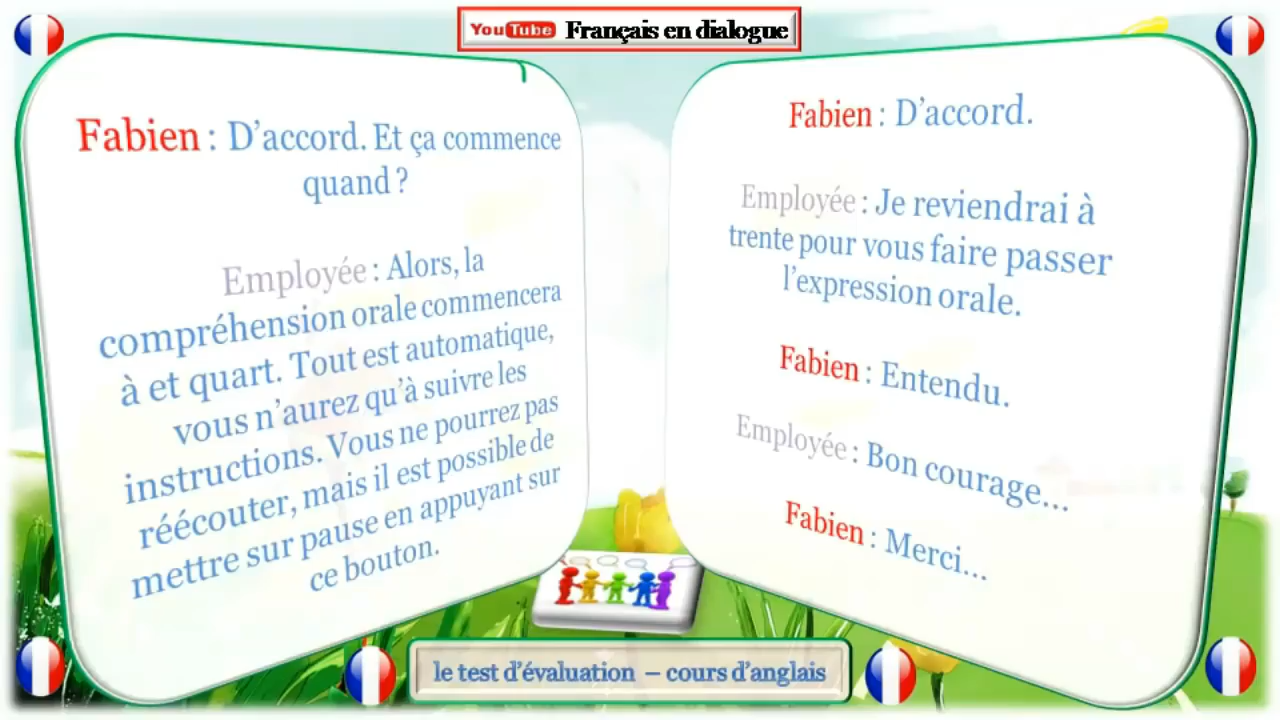 YouTube Français en dialogue
Fabien : D’accord. Et ça commence
quand ?
Employée : Alors, la
compréhension orale commencera
à et quart. Tout est automatique,
vous n’aurez qu’à suivre les
instructions. Vous ne pourrez pas
réécouter, mais il est possible de
mettre sur pause en appuyant sur
ce bouton.
Fabien : D’accord.
Employée : Je reviendrai à
trente pour vous faire passer
l’expression orale.
Fabien : Entendu.
Employée : Bon courage…
Fabien : Merci…
le test d’évaluation – cours d’anglais